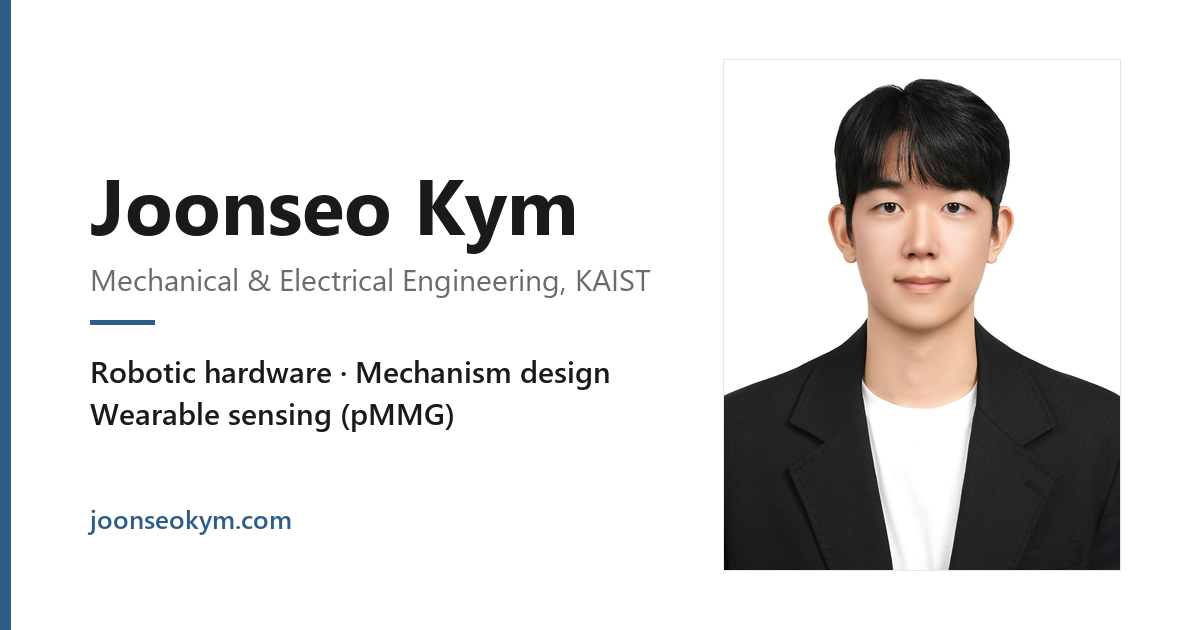 Joonseo Kym
Mechanical & Electrical Engineering, KAIST
Robotic hardware · Mechanism design
Wearable sensing (pMMG)
joonseokym.com